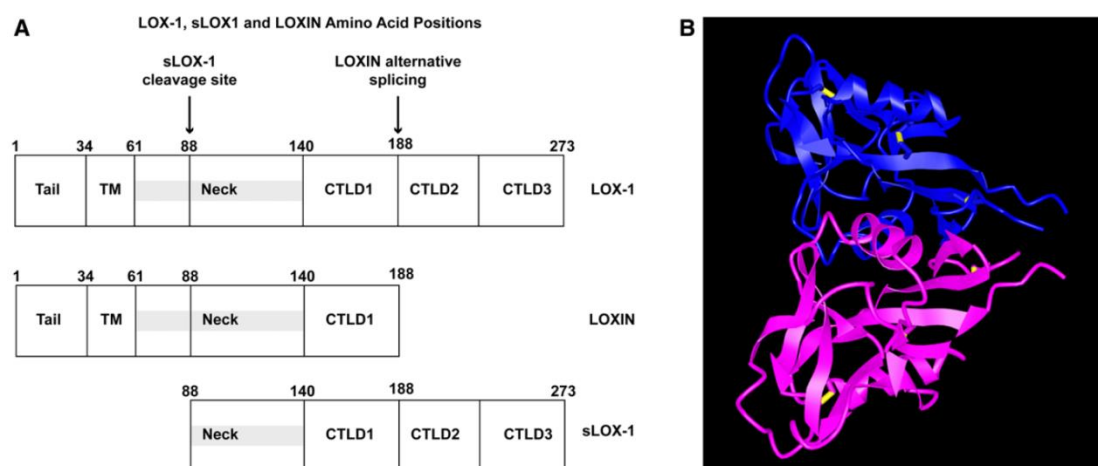 A
LOX-1, sLOX1 and LOXIN Amino Acid Positions
B
sLOX-1
cleavage site
LOXIN alternative
splicing
1 34 61 88 140 188 273
Tail TM Neck CTLD1 CTLD2 CTLD3 LOX-1
1 34 61 88 140 188
Tail TM Neck CTLD1 LOXIN
88 140 188 273
Neck CTLD1 CTLD2 CTLD3 sLOX-1